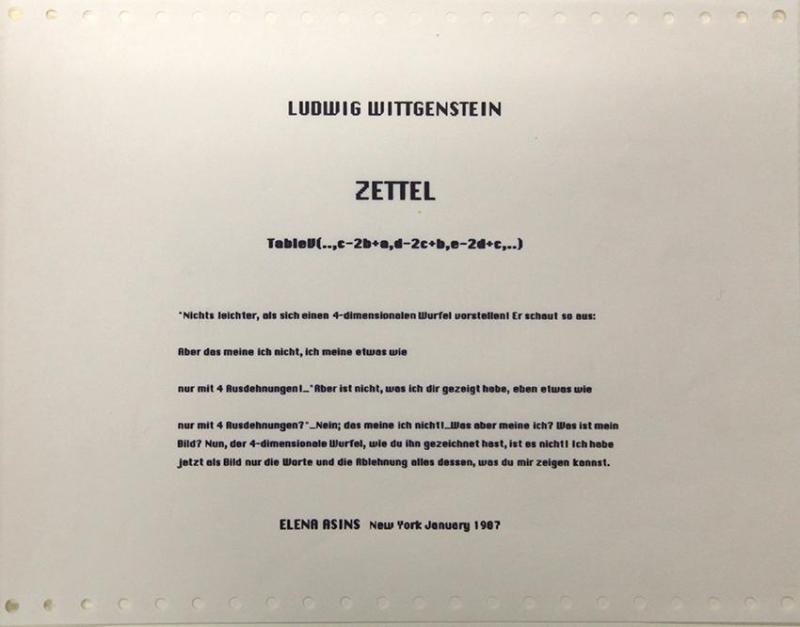 LUDWIG WITTGENSTEIN
ZETTEL
TableV(..,c-2b+a,d-2c+b,e-2d+c,..)
"Nichts leichter, als sich einen 4-dimensionalen Wurfel vorstellen! Er schaut so aus:
Aber das meine ich nicht, ich meine etwas wie
nur mit 4 Ausdehnungen!_"Aber ist nicht, was ich dir gezeigt habe, eben etwas wie
nur mit 4 Ausdehnungen?"_Nein; das meine ich nicht!_Was aber meine ich? Was ist mein
Bild? Nun, der 4-dimensionale Wurfel, wie du ihn gezeichnet hast, ist es nicht! Ich habe
jetzt als Bild nur die Worte und die Ablehnung alles dessen, was du mir zeigen kannst.
ELENA ASINS New York January 1987